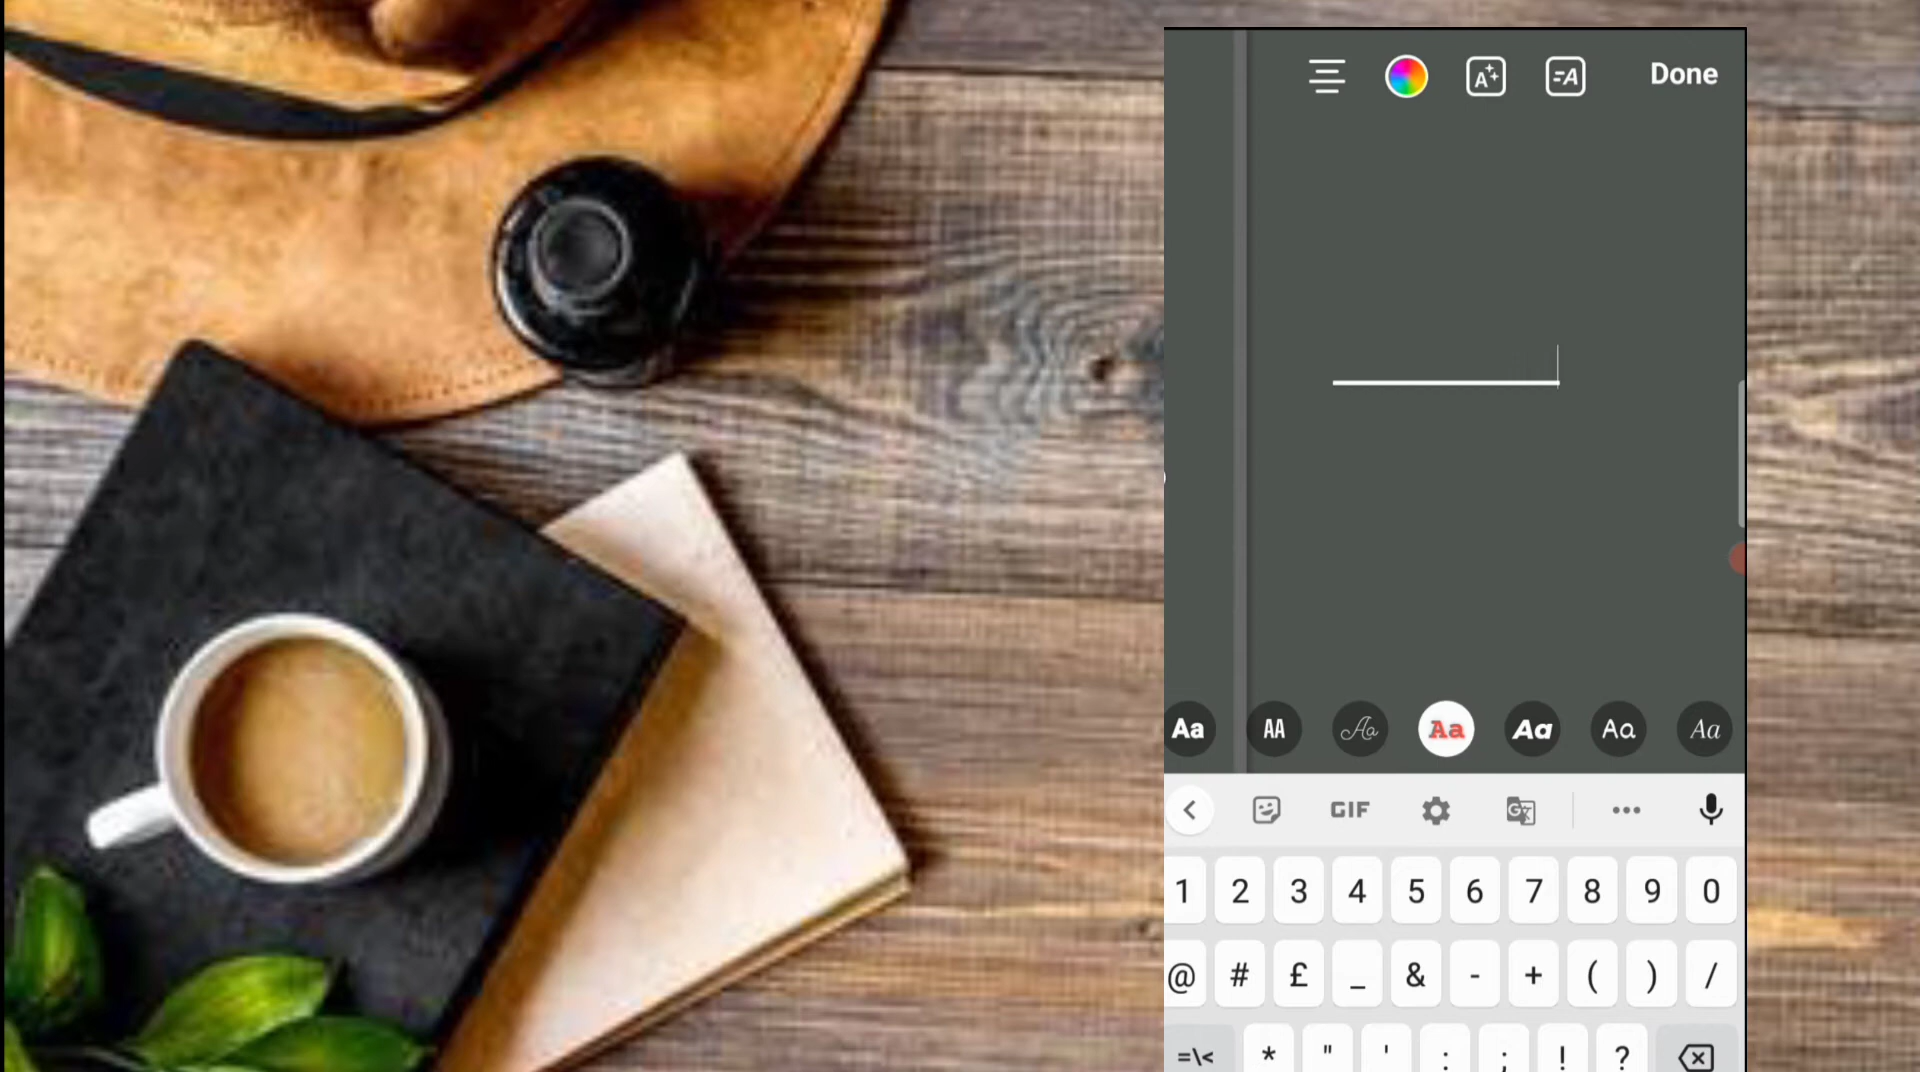 Done
Aa AA Aa Aa Aa Aa Aa
GIF
1 2 3 4 5 6 7 8 9 0
@ # £ _ & - + ( ) /
=\< * " ' : ; ! ?